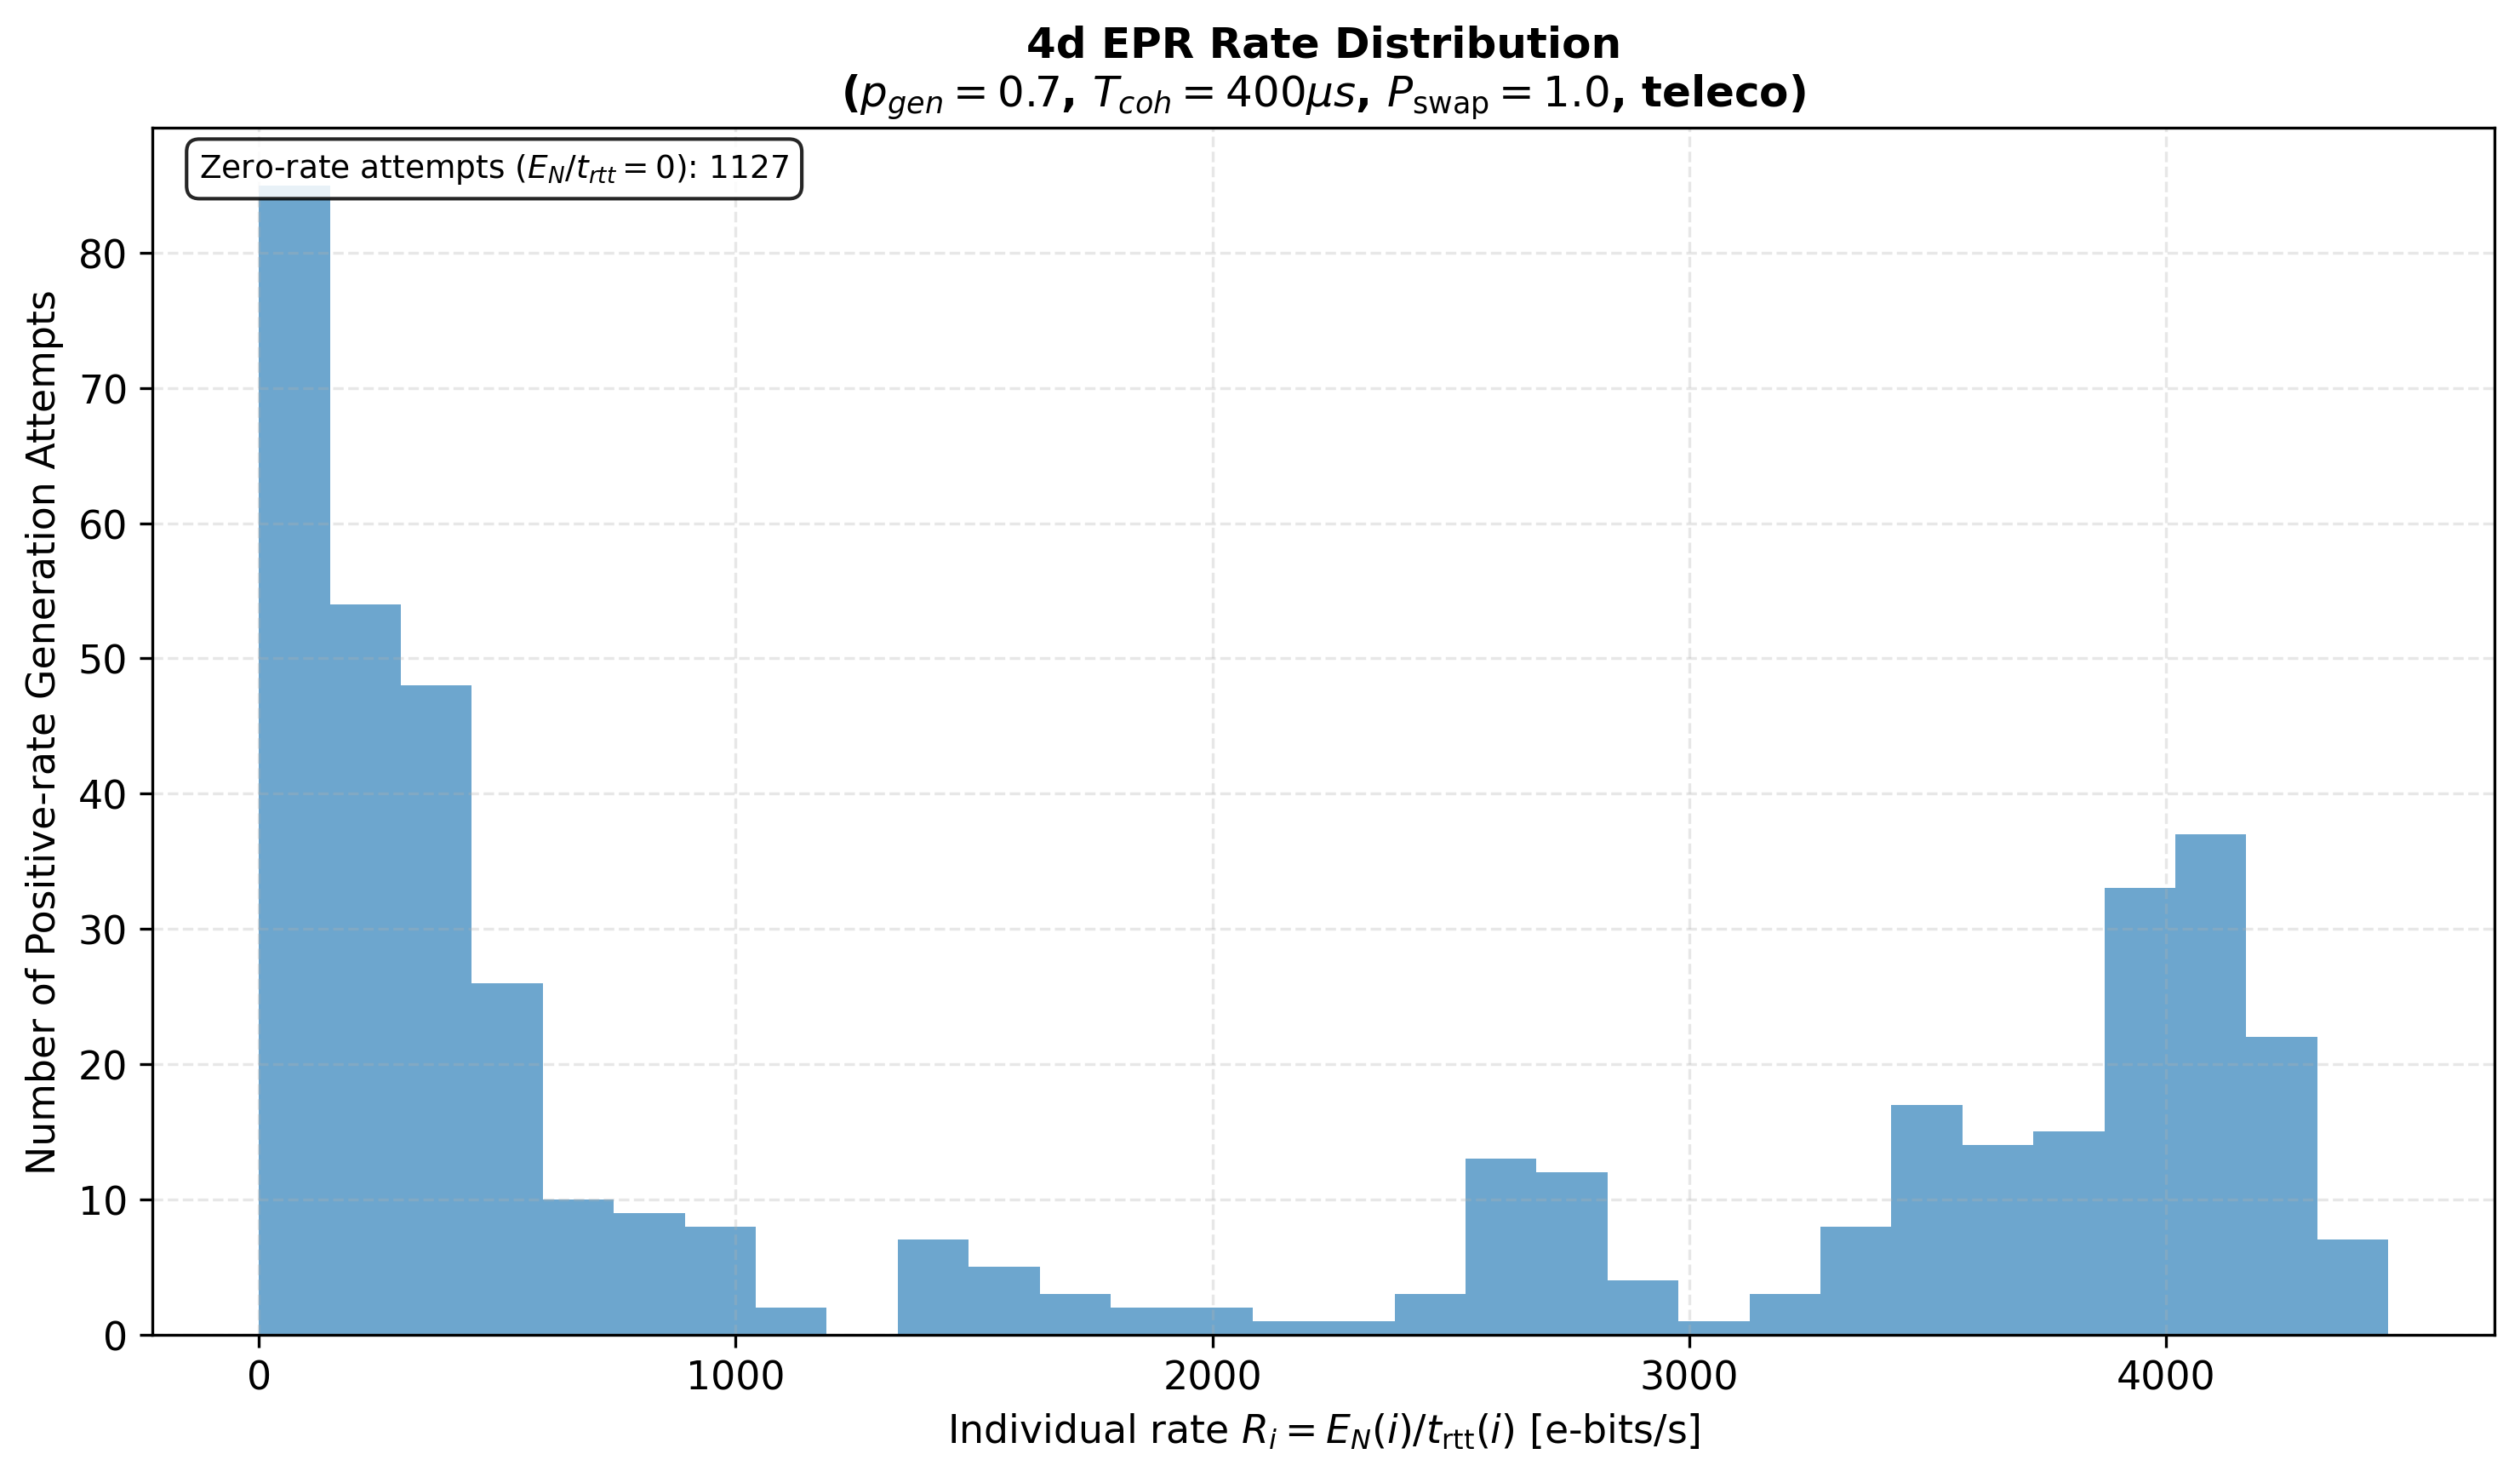 4d EPR Rate Distribution
(p_gen = 0.7, T_coh = 400μs, P_swap = 1.0, teleco)
Zero-rate attempts (E_N/t_rtt = 0): 1127
Number of Positive-rate Generation Attempts
80
70
60
50
40
30
20
10
0
0 1000 2000 3000 4000
Individual rate R_i = E_N(i)/t_rtt(i) [e-bits/s]